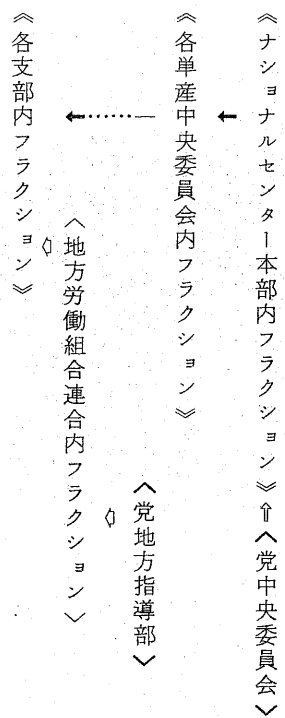 《ナショナルセンター本部内フラクション》⇧〈党中央委員会〉
《各単産中央委員会内フラクション》
〈党地方指導部〉
〈地方労働組合連合内フラクション〉
《各支部内フラクション》